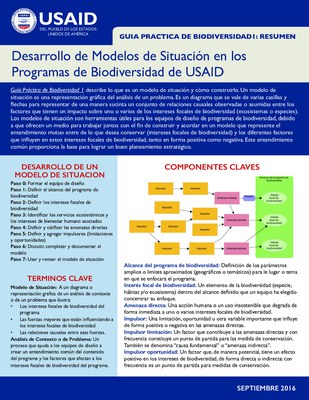 USAID
DEL PUEBLO DE LOS ESTADOS
UNIDOS DE AMÉRICA
GUIA PRACTICA DE BIODIVERSIDAD I: RESUMEN
Desarrollo de Modelos de Situación en los
Programas de Biodiversidad de USAID
Guía Práctica de Biodiversidad 1 describe lo que es un modelo de situación y cómo construirlo. Un modelo de
situación es una representación gráfica del análisis de un problema. Es un diagrama que se vale de varias casillas y
flechas para representar de una manera sucinta un conjunto de relaciones causales observadas o asumidas entre los
factores que tienen un impacto sobre uno o varios de los intereses focales de biodiversidad (ecosistemas o especies).
Los modelos de situación son herramientas útiles para los equipos de diseño de programas de biodiversidad, debido
a que ofrecen un medio para trabajar juntos con el fin de construir y acordar en un modelo que represente el
entendimiento mutuo entre de lo que desea conservar (intereses focales de biodiversidad) y los diferentes factores
que influyen en estos intereses focales de biodiversidad, tanto en forma positiva como negativa. Este entendimiento
común proporciona la base para lograr un buen planeamiento estratégico.
DESARROLLO DE UN
MODELO DE SITUACION
Paso 0: Formar el equipo de diseño
Paso 1: Definir el alcance del programa de
biodiversidad
Paso 2: Definir los intereses focales de
biodiversidad
Paso 3: Identificar los servicios ecosistémicos y
los intereses de bienestar humano asociados
Paso 4: Definir y calificar las amenazas directas
Paso 5: Definir y agregar impulsores (limitaciones
y oportunidades)
Paso 6: Discutir, completar y documentar el
modelo
Paso 7: Usar y revisar el modelo de situación
TERMINOS CLAVE
Modelo de Situación: A un diagrama o
representación grafica de un análisis de contexto
o de un problema que ilustra:
• Los intereses focales de biodiversidad del
programa
• Las fuerzas mayores que están influenciando a
los intereses focales de biodiversidad
• Las relaciones causales entre esas fuerzas.
Análisis de Contexto o de Problema: Un
proceso que ayuda a los equipos de diseño a
crear un entendimiento común del contenido
del programa y los factores que afectan a los
intereses focales de biodiversidad del programa.
COMPONENTES CLAVES
Alcance del programa de biodiversidad: Definición de los parámetros
amplios o límites aproximados (geográficos o temáticos) para le lugar o tema
en que se enfocara el programa.
Interés focal de biodiversidad: Un elemento de la biodiversidad (especie,
hábitat y/o ecosistema) dentro del alcance definido que un equipo ha elegido
concentrar su enfoque.
Amenaza directa: Una acción humana o un uso insostenible que degrada de
forma inmediata a uno o varios intereses focales de biodiversidad.
Impulsor: Una limitación, oportunidad u otra variable importante que influye
de forma positiva o negativa en las amenazas directas.
Impulsor limitación: Un factor que contribuye a las amenazas directas y con
frecuencia constituye un punto de partida para las medidas de conservación.
También se denomina "causa fundamental" o "amenaza indirecta".
Impulsor oportunidad: Un factor que, de manera potencial, tiene un efecto
positivo en los intereses de biodiversidad, de forma directa o indirecta; con
frecuencia es un punto de partida para medidas de conservación.
SEPTIEMBRE 2016